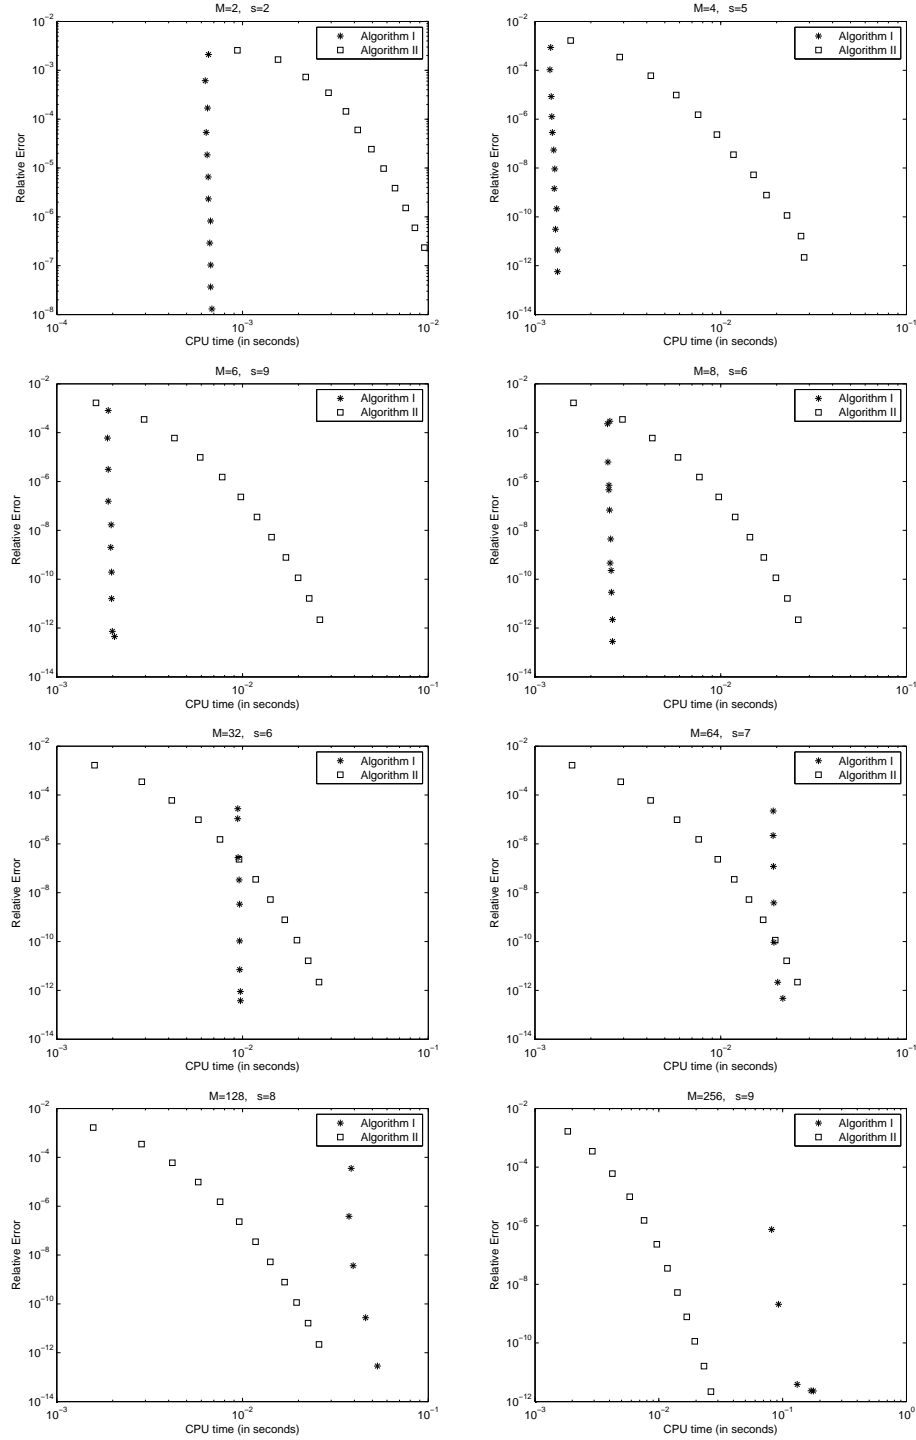 M=2, s=2
10⁻²
10⁻³
10⁻⁴
10⁻⁵
10⁻⁶
10⁻⁷
10⁻⁸
Relative Error
Algorithm I
Algorithm II
10⁻⁴
10⁻³
10⁻²
CPU time (in seconds)
M=4, s=5
10⁻²
10⁻⁴
10⁻⁶
10⁻⁸
10⁻¹⁰
10⁻¹²
10⁻¹⁴
Relative Error
Algorithm I
Algorithm II
10⁻³
10⁻²
10⁻¹
CPU time (in seconds)
M=6, s=9
10⁻²
10⁻⁴
10⁻⁶
10⁻⁸
10⁻¹⁰
10⁻¹²
10⁻¹⁴
Relative Error
Algorithm I
Algorithm II
10⁻³
10⁻²
10⁻¹
CPU time (in seconds)
M=8, s=6
10⁻²
10⁻⁴
10⁻⁶
10⁻⁸
10⁻¹⁰
10⁻¹²
10⁻¹⁴
Relative Error
Algorithm I
Algorithm II
10⁻³
10⁻²
10⁻¹
CPU time (in seconds)
M=32, s=6
10⁻²
10⁻⁴
10⁻⁶
10⁻⁸
10⁻¹⁰
10⁻¹²
10⁻¹⁴
Relative Error
Algorithm I
Algorithm II
10⁻³
10⁻²
10⁻¹
CPU time (in seconds)
M=64, s=7
10⁻²
10⁻⁴
10⁻⁶
10⁻⁸
10⁻¹⁰
10⁻¹²
10⁻¹⁴
Relative Error
Algorithm I
Algorithm II
10⁻³
10⁻²
10⁻¹
CPU time (in seconds)
M=128, s=8
10⁻²
10⁻⁴
10⁻⁶
10⁻⁸
10⁻¹⁰
10⁻¹²
10⁻¹⁴
Relative Error
Algorithm I
Algorithm II
10⁻³
10⁻²
10⁻¹
CPU time (in seconds)
M=256, s=9
10⁻²
10⁻⁴
10⁻⁶
10⁻⁸
10⁻¹⁰
10⁻¹²
Relative Error
Algorithm I
Algorithm II
10⁻³
10⁻²
10⁻¹
10⁰
CPU time (in seconds)